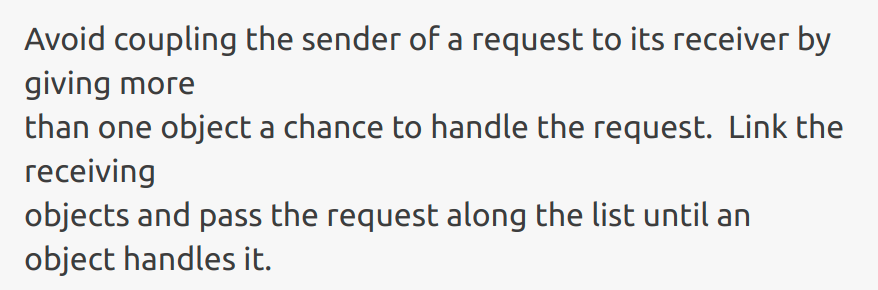 Avoid coupling the sender of a request to its receiver by
giving more
than one object a chance to handle the request.  Link the
receiving
objects and pass the request along the list until an
object handles it.